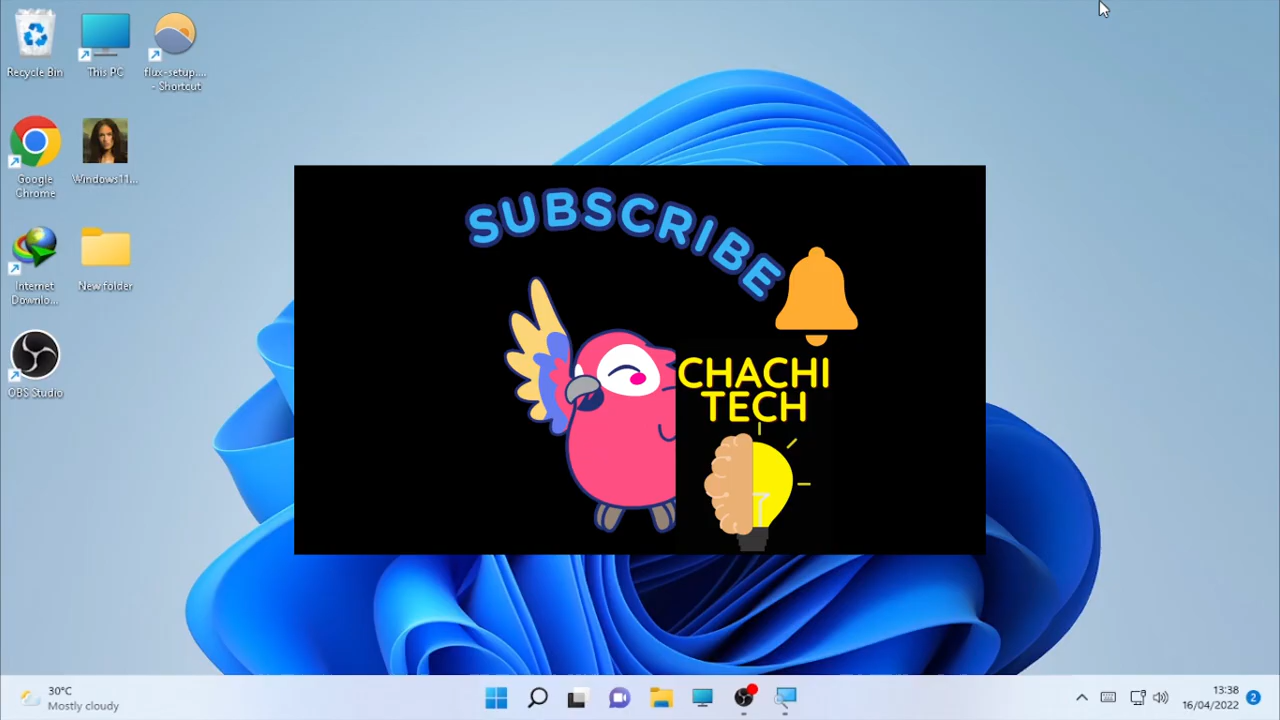 Recycle Bin
This PC
flux-setup....
- Shortcut
Google
Chrome
Windows11...
Internet
Downlo...
New folder
OBS Studio
SUBSCRIBE
CHACHI
TECH
30°C
Mostly cloudy
13:38
16/04/2022
2